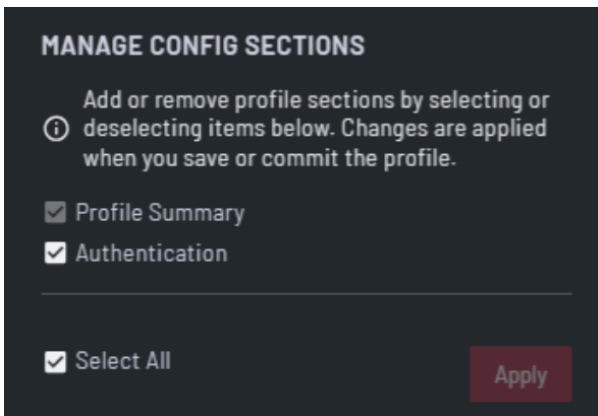 MANAGE CONFIG SECTIONS
Add or remove profile sections by selecting or
deselecting items below. Changes are applied
when you save or commit the profile.
Profile Summary
Authentication
Select All
Apply